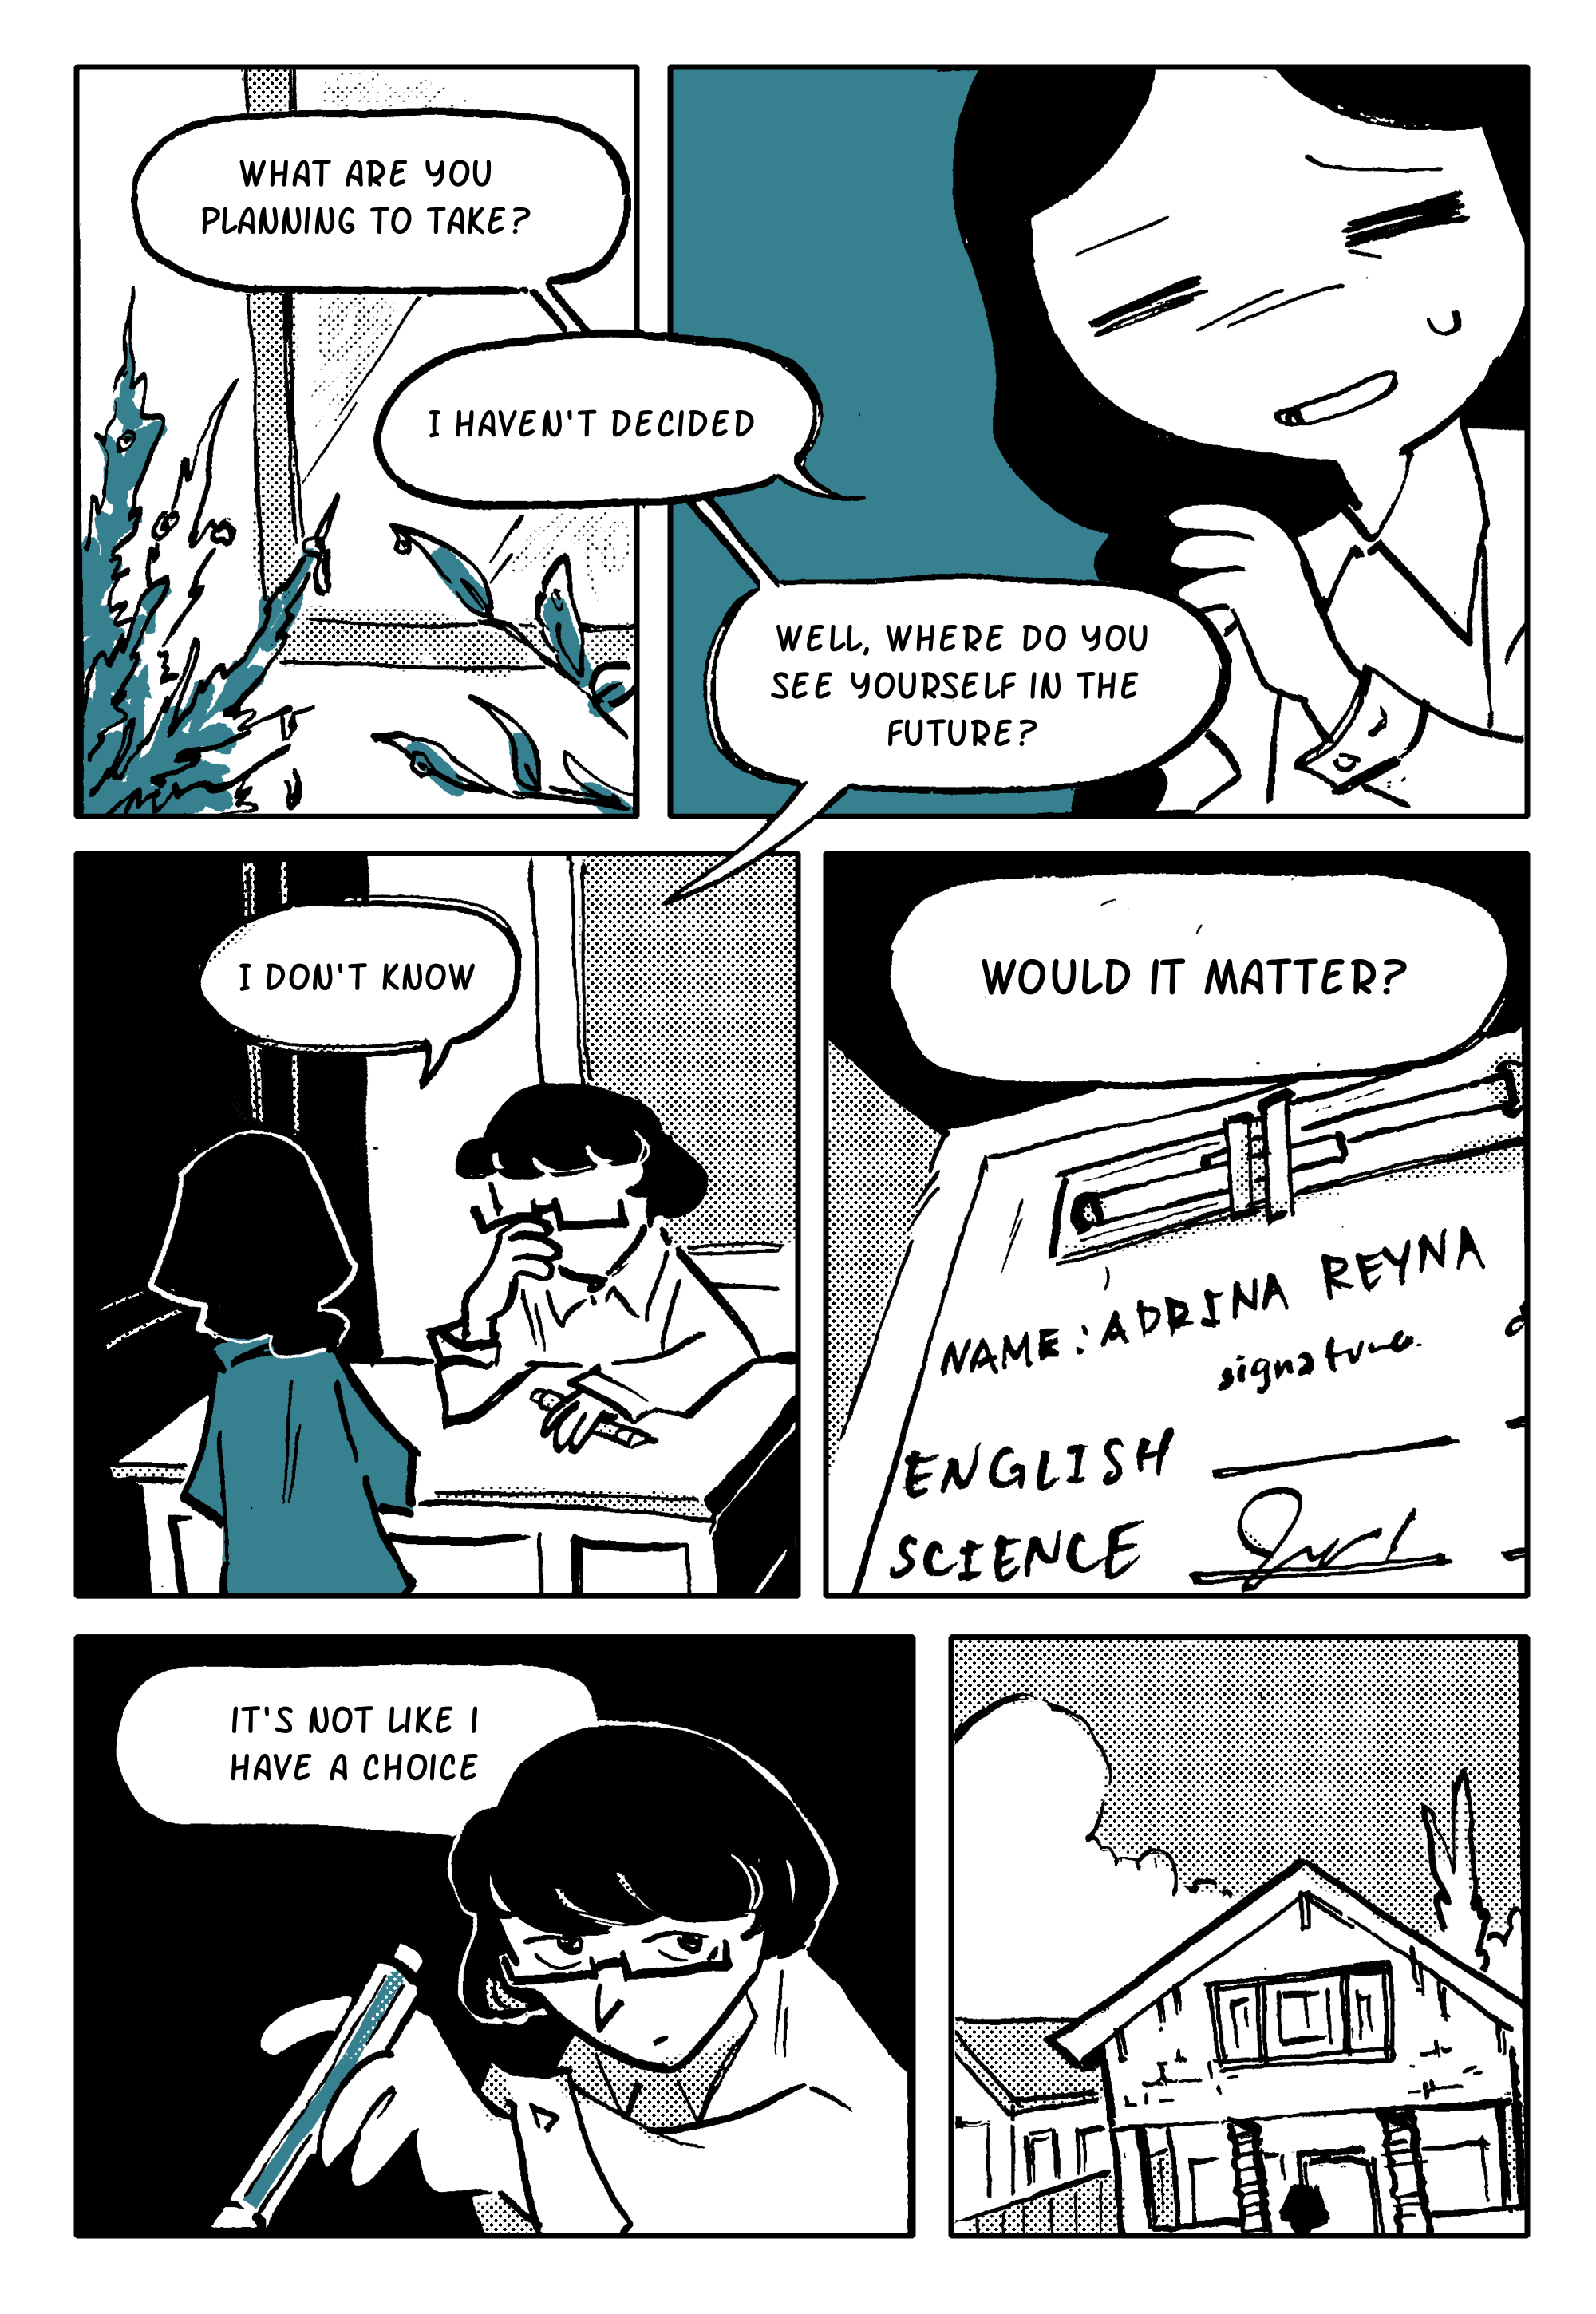 WHAT ARE YOU
PLANNING TO TAKE?
I HAVEN'T DECIDED
WELL, WHERE DO YOU
SEE YOURSELF IN THE
FUTURE?
I DON'T KNOW
WOULD IT MATTER?
NAME: ADRINA REYNA
signature
ENGLISH
SCIENCE
IT'S NOT LIKE I
HAVE A CHOICE